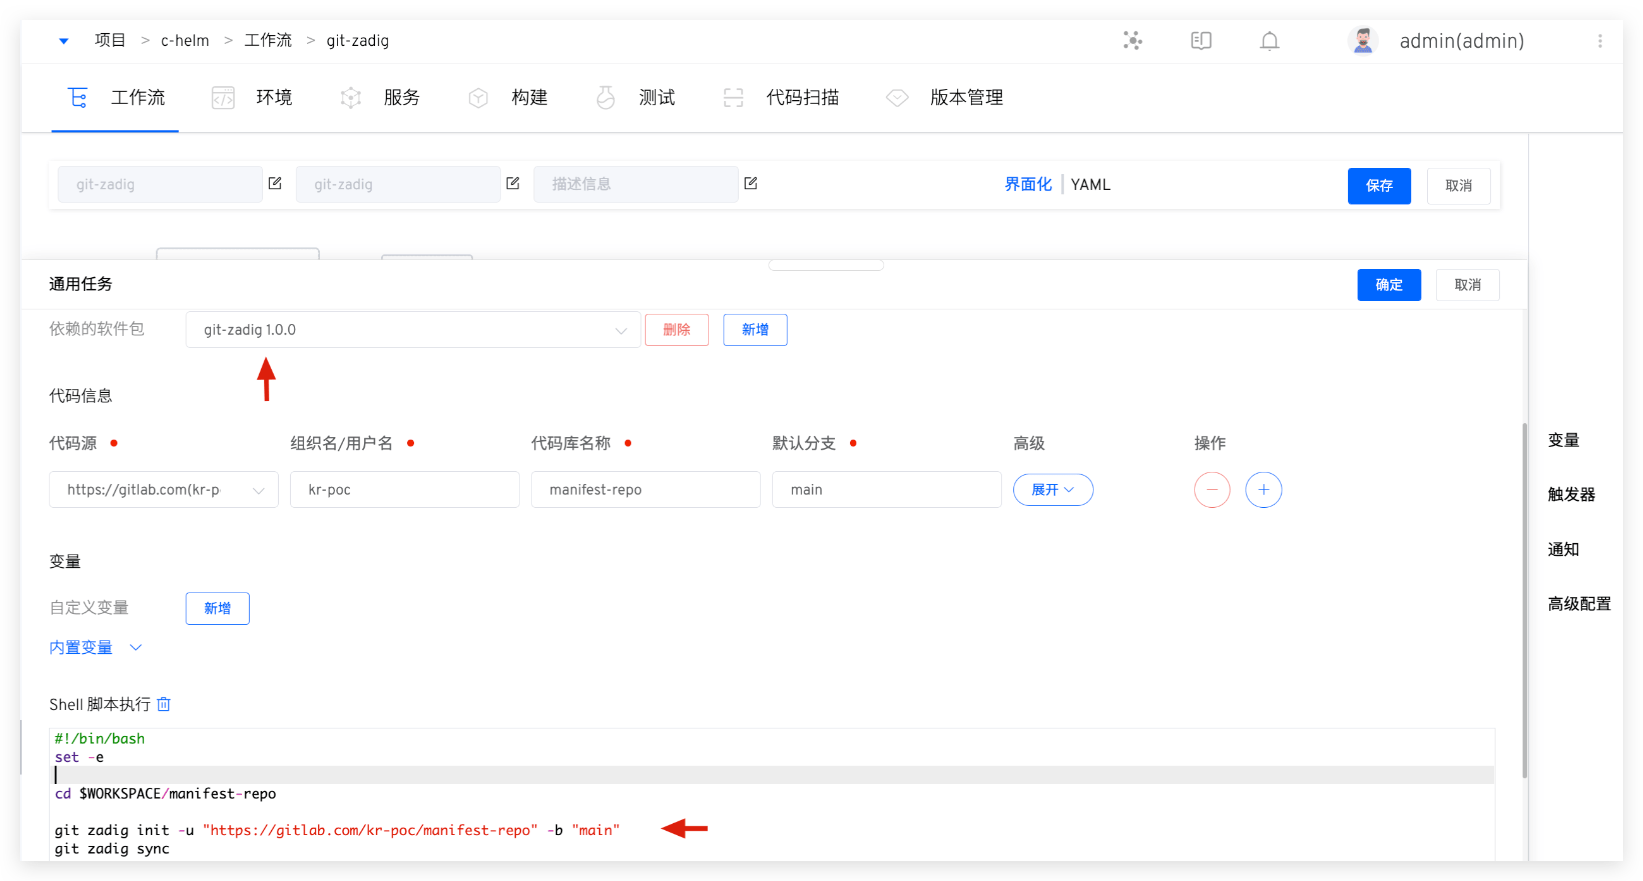 项目 > c-helm > 工作流 > git-zadig
admin(admin)
工作流 环境 服务 构建 测试 代码扫描 版本管理
git-zadig git-zadig 描述信息 界面化 YAML 保存 取消
通用任务 确定 取消
依赖的软件包 git-zadig 1.0.0 删除 新增
代码信息
代码源 组织名/用户名 代码库名称 默认分支 高级 操作
https://gitlab.com(kr-p kr-poc manifest-repo main 展开
变量
自定义变量 新增
内置变量
Shell 脚本执行
#!/bin/bash
set -e
cd $WORKSPACE/manifest-repo
git zadig init -u "https://gitlab.com/kr-poc/manifest-repo" -b "main"
git zadig sync
变量
触发器
通知
高级配置